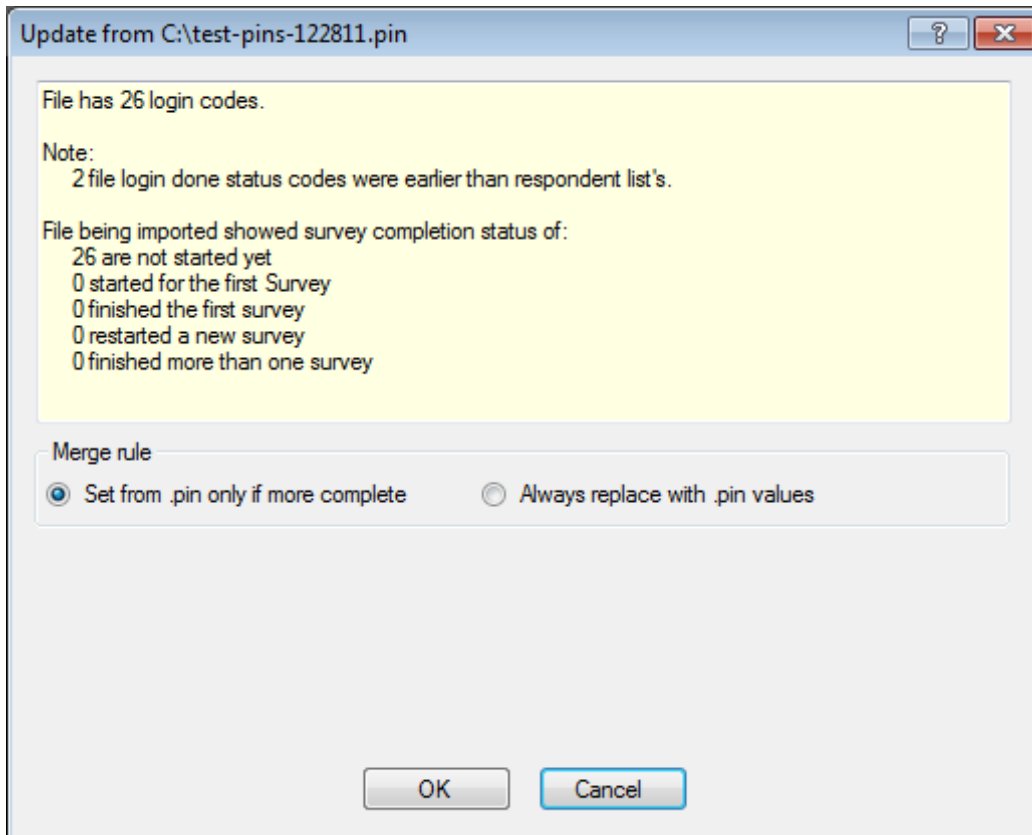 Update from C:\test-pins-122811.pin
File has 26 login codes.
Note:
2 file login done status codes were earlier than respondent list's.
File being imported showed survey completion status of:
26 are not started yet
0 started for the first Survey
0 finished the first survey
0 restarted a new survey
0 finished more than one survey
Merge rule
Set from .pin only if more complete
Always replace with .pin values
OK
Cancel